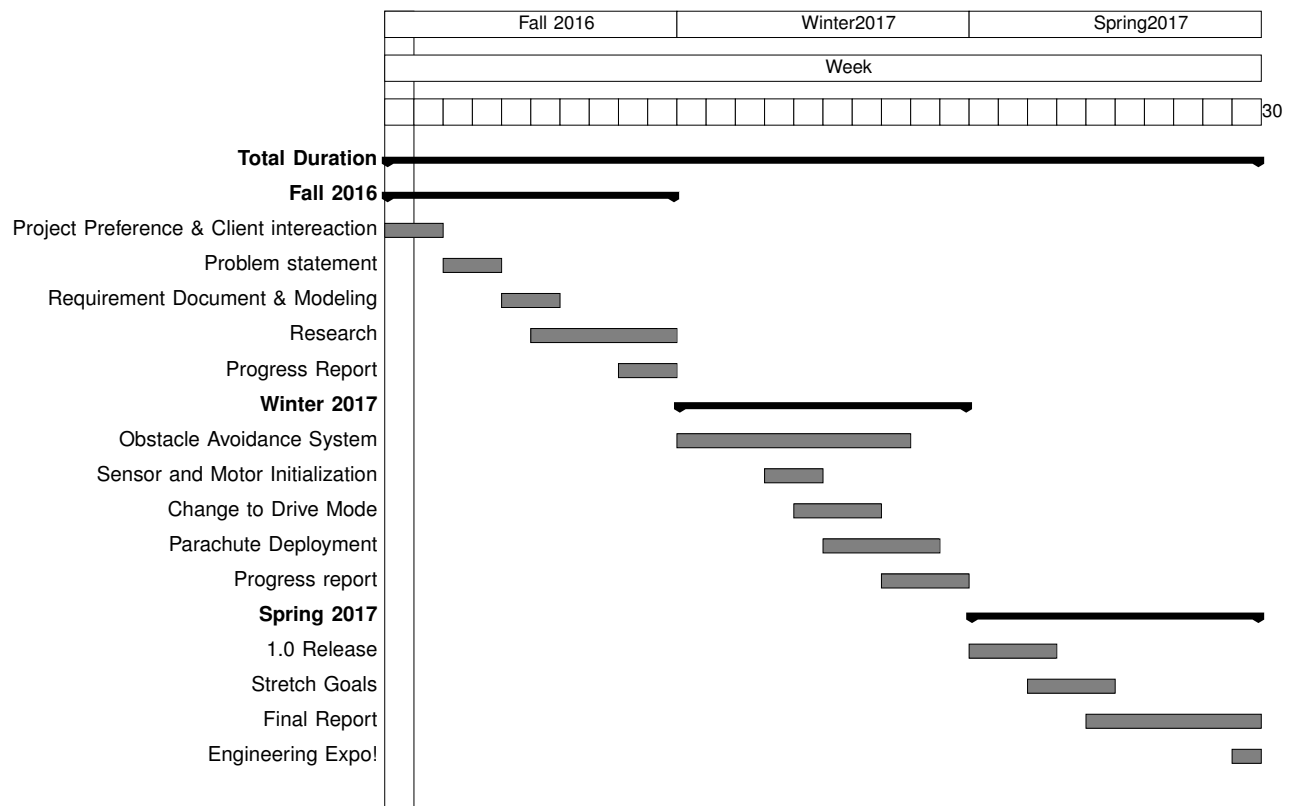 Fall 2016 Winter2017 Spring2017
Week
30
Total Duration
Fall 2016
Project Preference & Client intereaction
Problem statement
Requirement Document & Modeling
Research
Progress Report
Winter 2017
Obstacle Avoidance System
Sensor and Motor Initialization
Change to Drive Mode
Parachute Deployment
Progress report
Spring 2017
1.0 Release
Stretch Goals
Final Report
Engineering Expo!